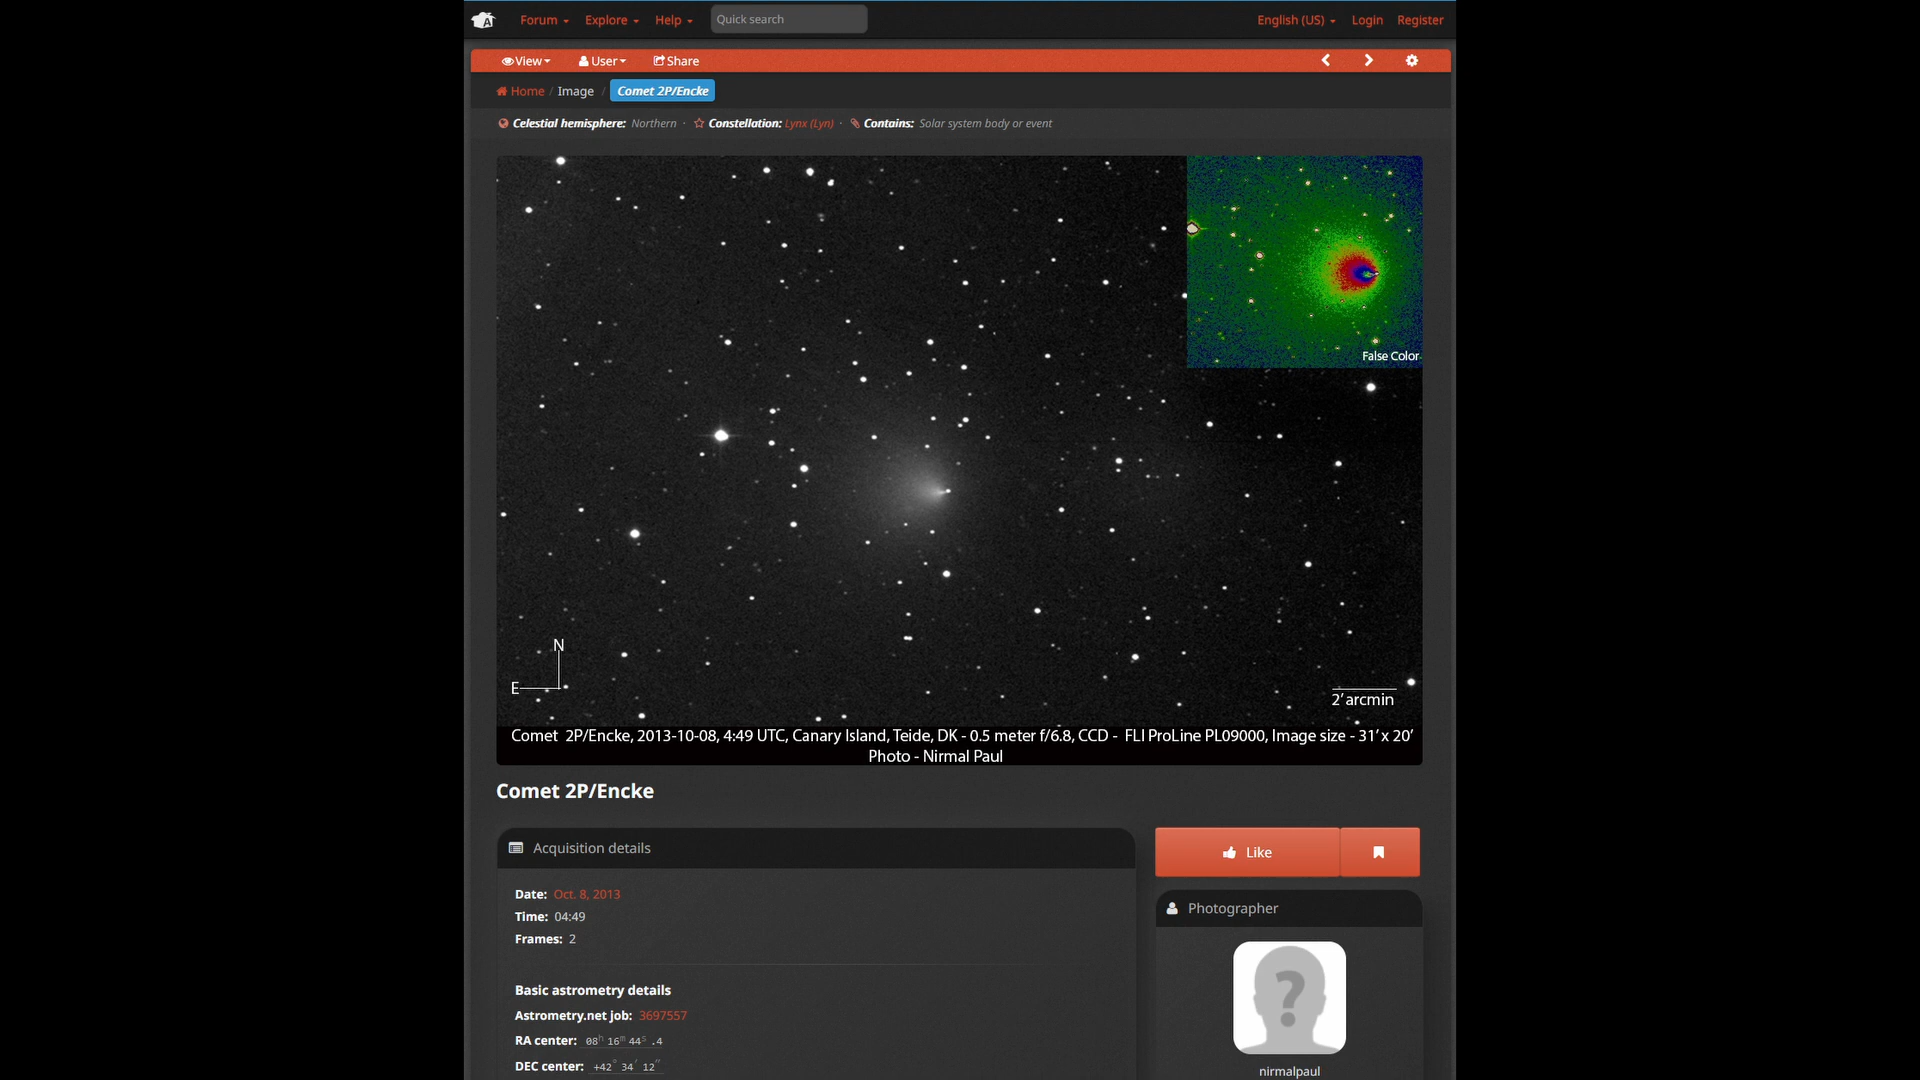 Forum Explore Help Quick search English (US) Login Register
View User Share
Home / Image / Comet 2P/Encke
Celestial hemisphere: Northern · Constellation: Lynx (Lyn) · Contains: Solar system body or event
False Color
N
E
2' arcmin
Comet 2P/Encke, 2013-10-08, 4:49 UTC, Canary Island, Teide, DK - 0.5 meter f/6.8, CCD - FLI ProLine PL09000, Image size - 31' x 20'
Photo - Nirmal Paul
Comet 2P/Encke
Acquisition details
Date: Oct. 8, 2013
Time: 04:49
Frames: 2
Basic astrometry details
Astrometry.net job: 3697557
RA center: 08h 16m 44s .4
DEC center: +42° 34′ 12″
Like
Photographer
?
nirmalpaul